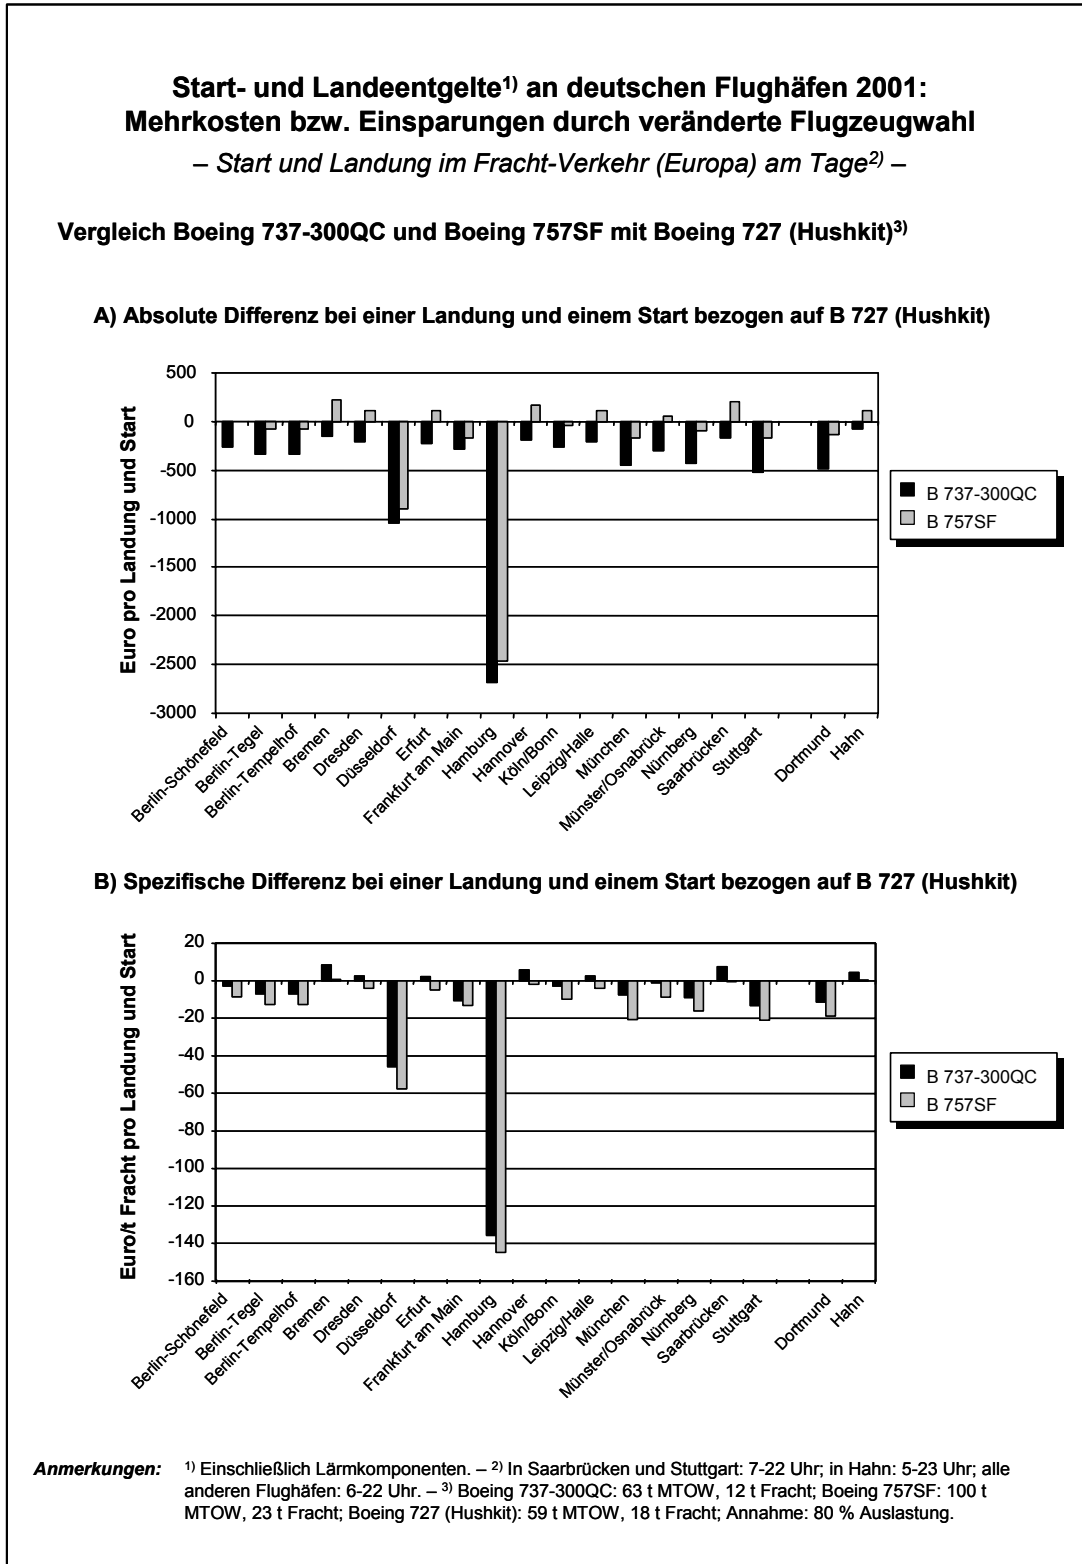 Start- und Landeentgelte1) an deutschen Flughäfen 2001:
Mehrkosten bzw. Einsparungen durch veränderte Flugzeugwahl
– Start und Landung im Fracht-Verkehr (Europa) am Tage2) –
Vergleich Boeing 737-300QC und Boeing 757SF mit Boeing 727 (Hushkit)3)
A) Absolute Differenz bei einer Landung und einem Start bezogen auf B 727 (Hushkit)
Euro pro Landung und Start
500
0
-500
-1000
-1500
-2000
-2500
-3000
Berlin-Schönefeld
Berlin-Tegel
Berlin-Tempelhof
Bremen
Dresden
Düsseldorf
Erfurt
Frankfurt am Main
Hamburg
Hannover
Köln/Bonn
Leipzig/Halle
München
Münster/Osnabrück
Nürnberg
Saarbrücken
Stuttgart
Dortmund
Hahn
B 737-300QC
B 757SF
B) Spezifische Differenz bei einer Landung und einem Start bezogen auf B 727 (Hushkit)
Euro/t Fracht pro Landung und Start
20
0
-20
-40
-60
-80
-100
-120
-140
-160
Berlin-Schönefeld
Berlin-Tegel
Berlin-Tempelhof
Bremen
Dresden
Düsseldorf
Erfurt
Frankfurt am Main
Hamburg
Hannover
Köln/Bonn
Leipzig/Halle
München
Münster/Osnabrück
Nürnberg
Saarbrücken
Stuttgart
Dortmund
Hahn
B 737-300QC
B 757SF
Anmerkungen: 1) Einschließlich Lärmkomponenten. – 2) In Saarbrücken und Stuttgart: 7-22 Uhr; in Hahn: 5-23 Uhr; alle
anderen Flughäfen: 6-22 Uhr. – 3) Boeing 737-300QC: 63 t MTOW, 12 t Fracht; Boeing 757SF: 100 t
MTOW, 23 t Fracht; Boeing 727 (Hushkit): 59 t MTOW, 18 t Fracht; Annahme: 80 % Auslastung.